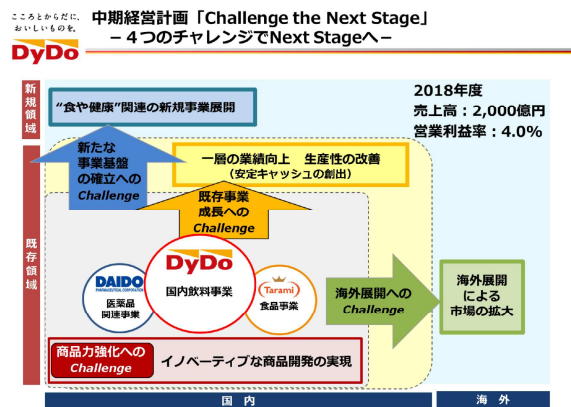 こころとからだに、
おいしいものを。
DyDo
中期経営計画「Challenge the Next Stage」
－４つのチャレンジでNext Stageへ－
新規領域
“食や健康”関連の新規事業展開
2018年度
売上高：2,000億円
営業利益率：4.0%
新たな
事業基盤
の確立への
Challenge
一層の業績向上　生産性の改善
（安定キャッシュの創出）
既存事業
成長への
Challenge
既存領域
DAIDO
PHARMACEUTICAL CORPORATION
医薬品
関連事業
DyDo
国内飲料事業
Tarami
食品事業
海外展開への
Challenge
海外展開
による
市場の拡大
商品力強化への
Challenge
イノベーティブな商品開発の実現
国　内
海　外